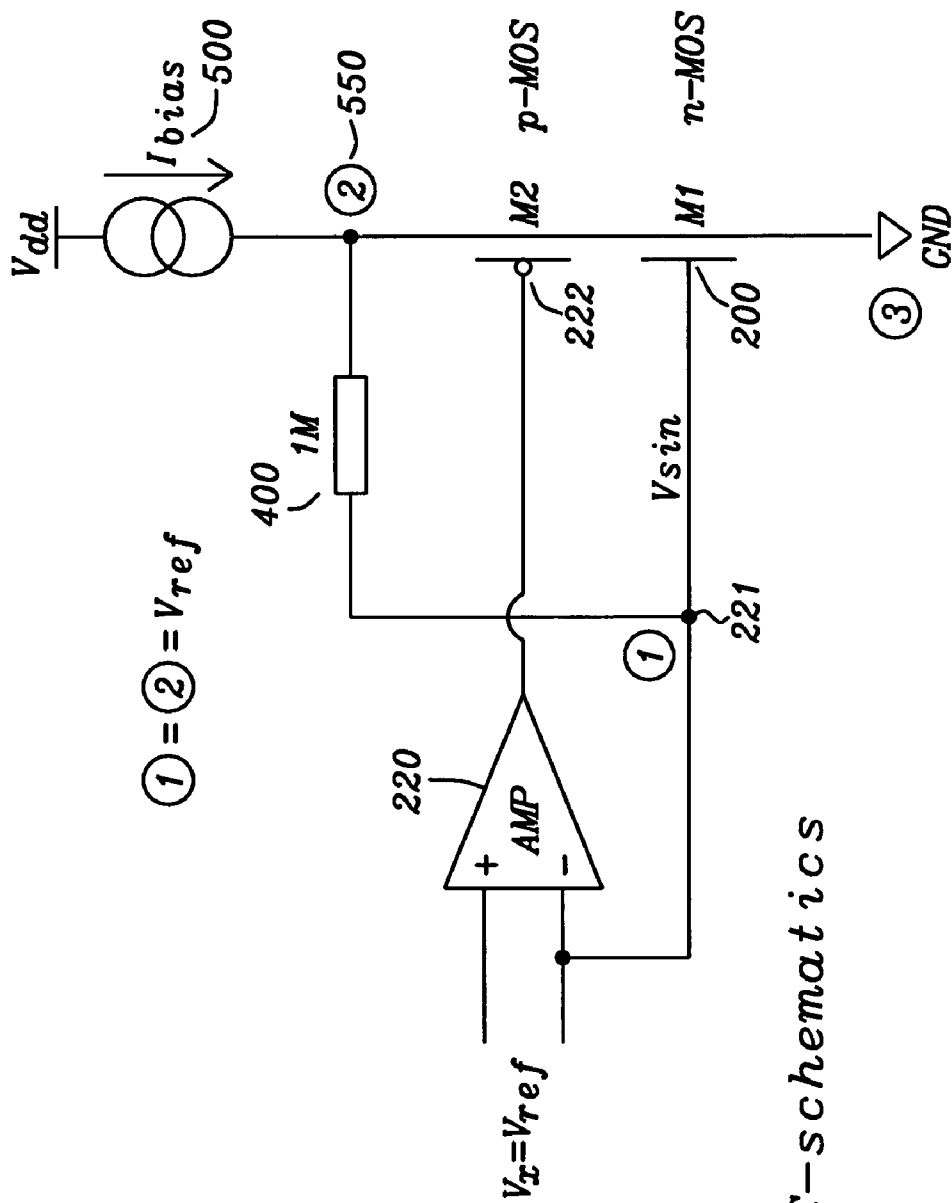 Vdd
Ibias
500
① = ② = Vref
② 550
400
1M
220
AMP
+
−
Vx=Vref
M2
p-MOS
222
①
221
Vsin
M1
n-MOS
200
③
GND
-schematics